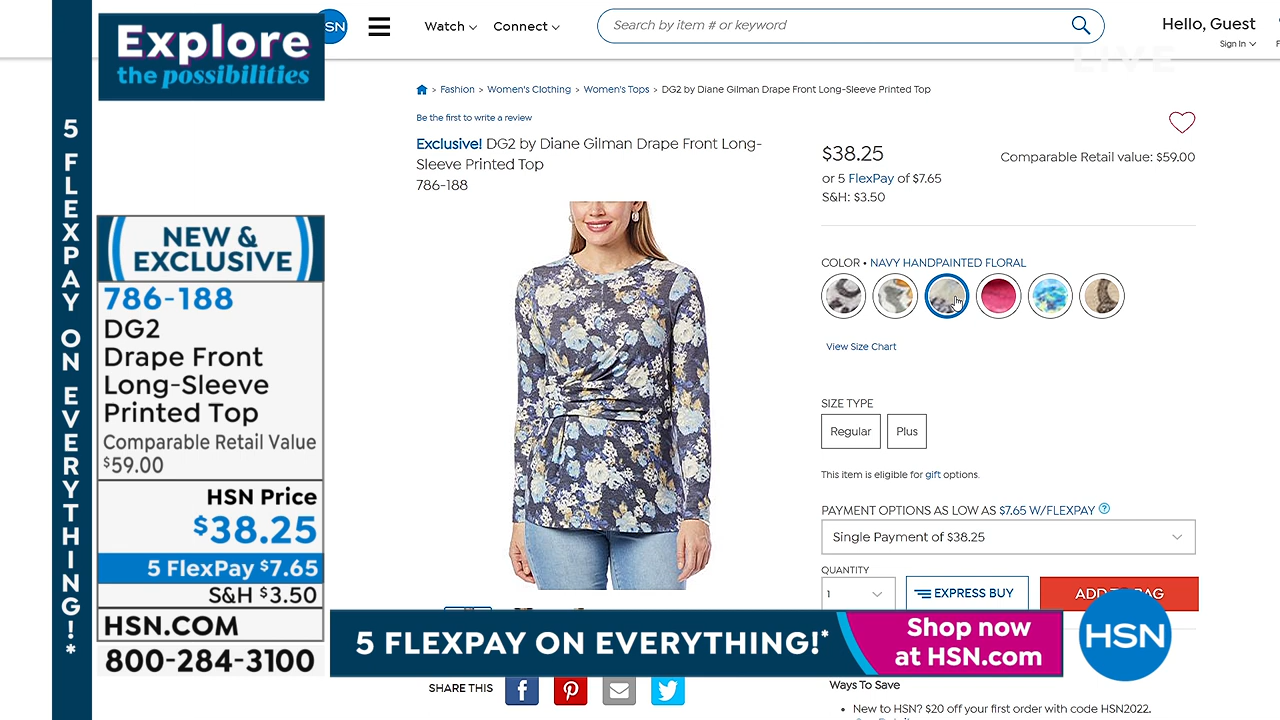 Explore
the possibilities
HSN
Watch
Connect
Search by item # or keyword
Hello, Guest
Sign In
LIVE
5 FLEXPAY ON EVERYTHING!*
Fashion > Women's Clothing > Women's Tops > DG2 by Diane Gilman Drape Front Long-Sleeve Printed Top
Be the first to write a review
Exclusive! DG2 by Diane Gilman Drape Front Long-
Sleeve Printed Top
786-188
$38.25
Comparable Retail value: $59.00
or 5 FlexPay of $7.65
S&H: $3.50
COLOR • NAVY HANDPAINTED FLORAL
View Size Chart
SIZE TYPE
Regular
Plus
This item is eligible for gift options.
PAYMENT OPTIONS AS LOW AS $7.65 W/FLEXPAY ?
Single Payment of $38.25
QUANTITY
1
EXPRESS BUY
ADD TO BAG
NEW &
EXCLUSIVE
786-188
DG2
Drape Front
Long-Sleeve
Printed Top
Comparable Retail Value
$59.00
HSN Price
$38.25
5 FlexPay $7.65
S&H $3.50
HSN.COM
800-284-3100
5 FLEXPAY ON EVERYTHING!*
Shop now
at HSN.com
HSN
SHARE THIS
Ways To Save
• New to HSN? $20 off your first order with code HSN2022.